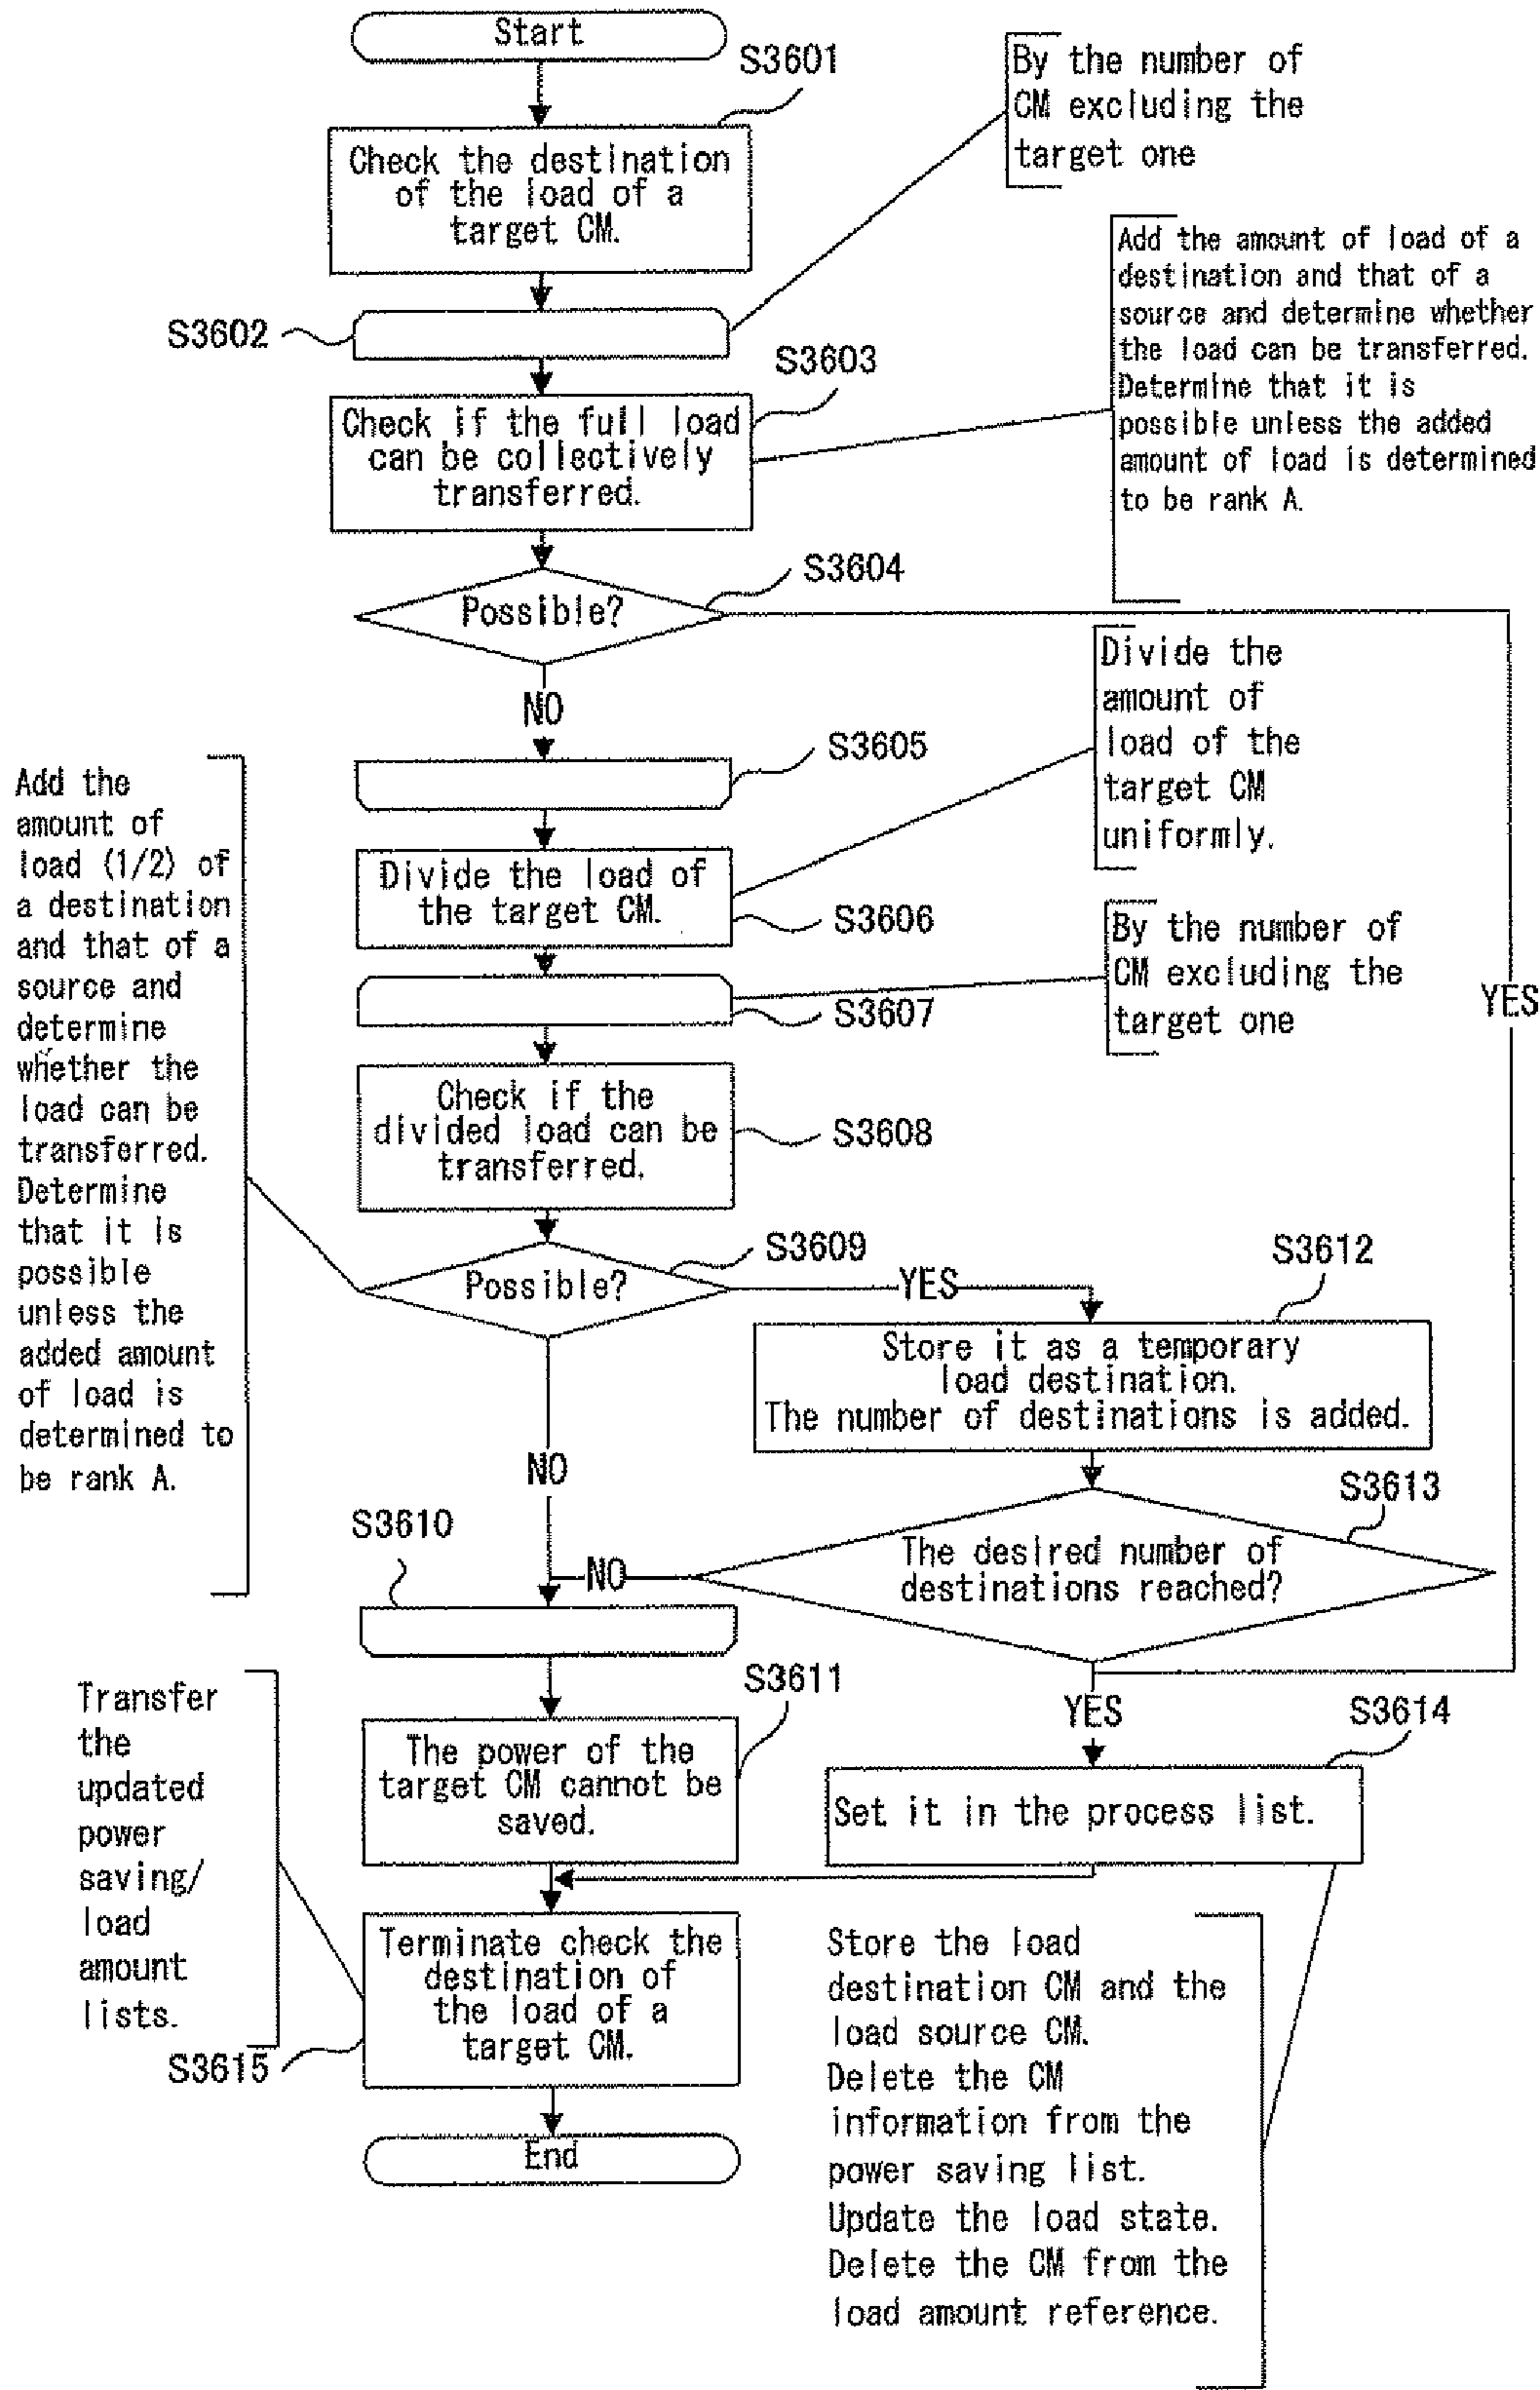 Start
S3601
By the number of
CM excluding the
target one
Check the destination
of the load of a
target CM.
S3602
Add the amount of load of a
destination and that of a
source and determine whether
the load can be transferred.
Determine that it is
possible unless the added
amount of load is determined
to be rank A.
S3603
Check if the full load
can be collectively
transferred.
S3604
Possible?
NO
YES
S3605
Divide the
amount of
load of the
target CM
uniformly.
Divide the load of
the target CM.
S3606
By the number of
CM excluding the
target one
S3607
Check if the
divided load can be
transferred.
S3608
Add the
amount of
load (1/2) of
a destination
and that of a
source and
determine
whether the
load can be
transferred.
Determine
that it is
possible
unless the
added amount
of load is
determined to
be rank A.
S3609
Possible?
YES
NO
S3612
Store it as a temporary
load destination.
The number of destinations is added.
S3613
The desired number of
destinations reached?
NO
YES
S3610
S3611
The power of the
target CM cannot be
saved.
S3614
Set it in the process list.
Transfer
the
updated
power
saving/
load
amount
lists.
S3615
Terminate check the
destination of
the load of a
target CM.
End
Store the load
destination CM and the
load source CM.
Delete the CM
information from the
power saving list.
Update the load state.
Delete the CM from the
load amount reference.